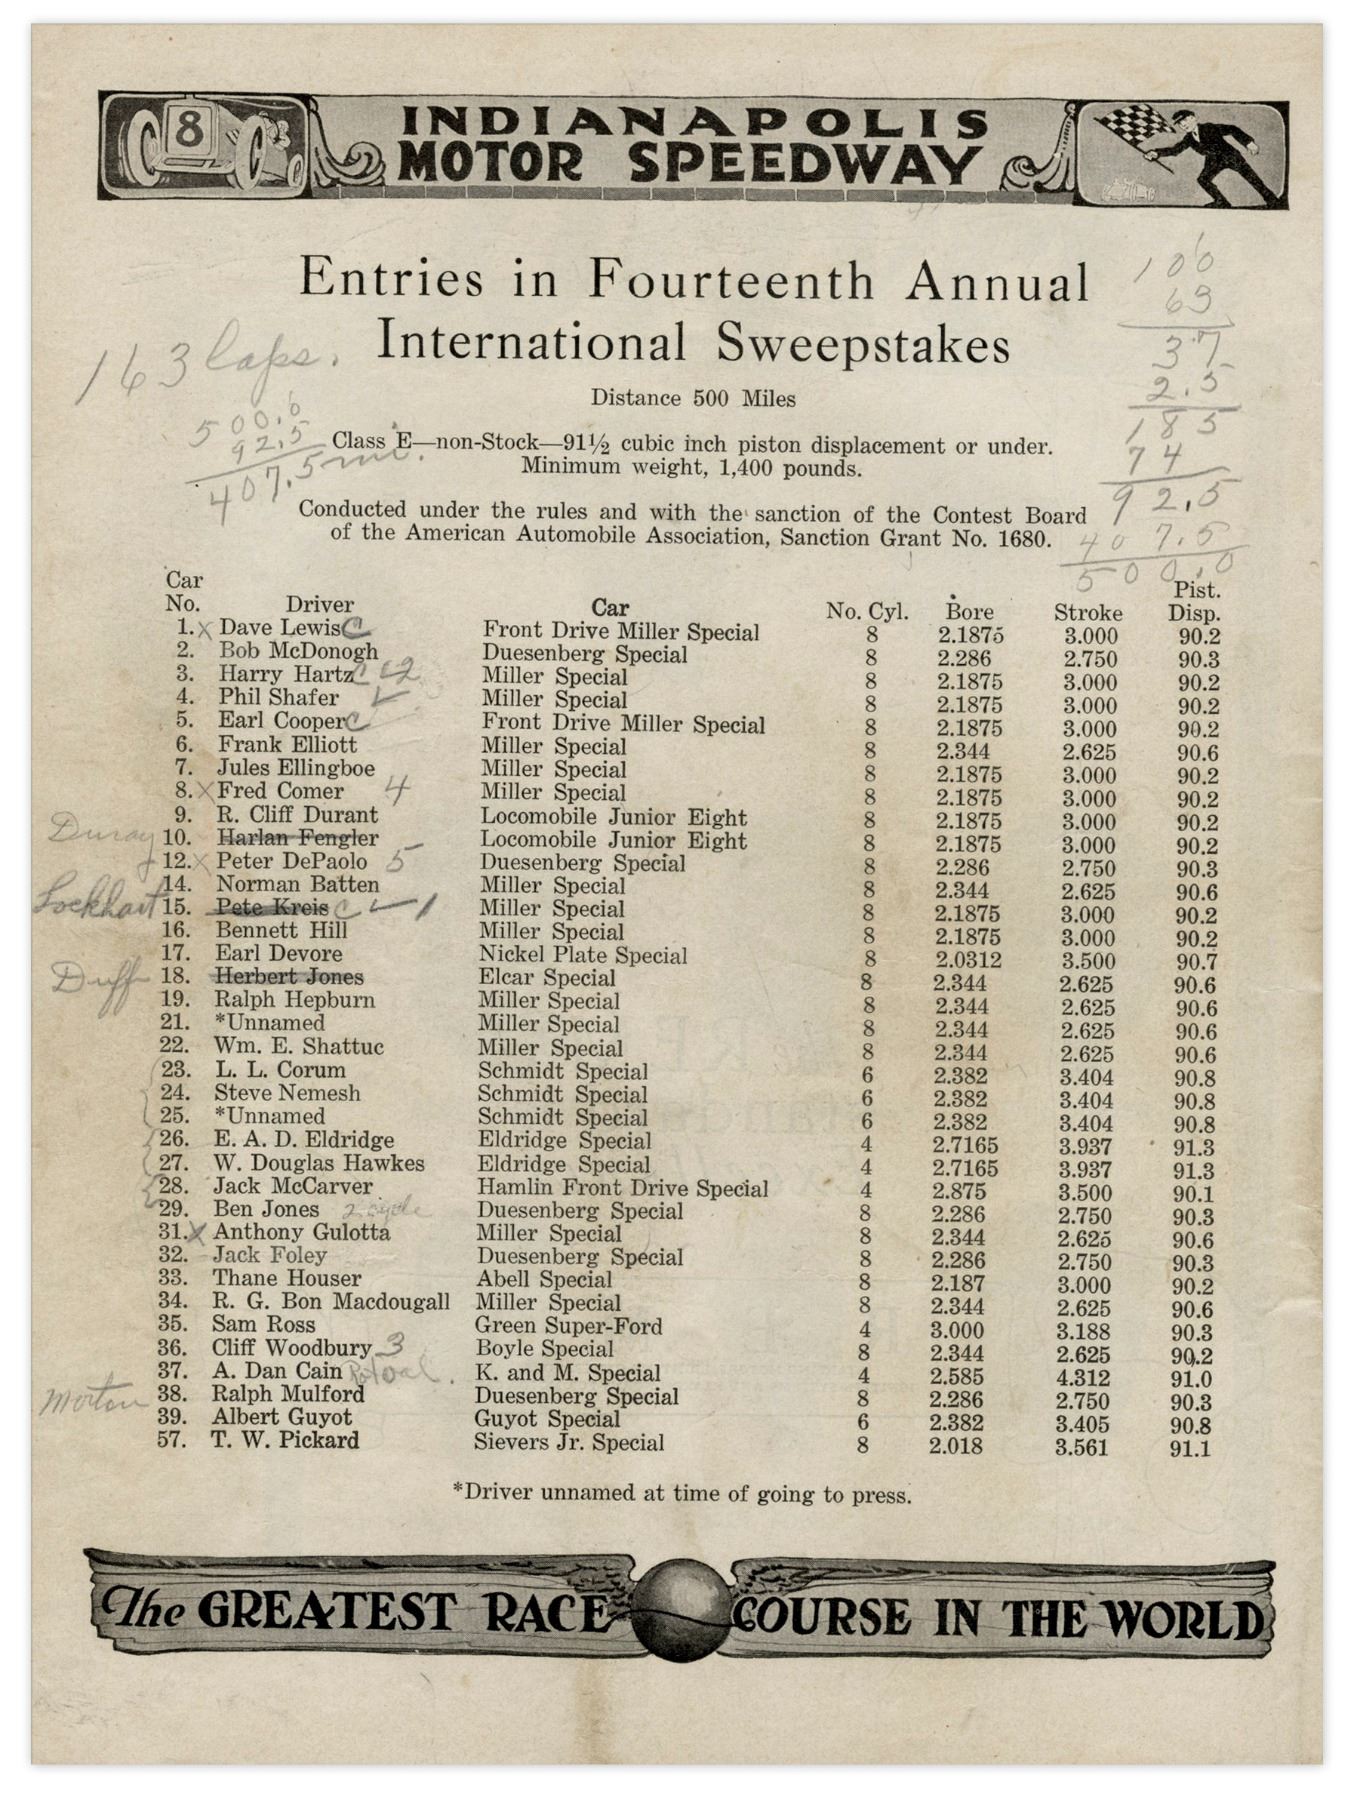 8
INDIANAPOLIS
MOTOR SPEEDWAY
Entries in Fourteenth Annual
International Sweepstakes
163 laps.
100
63
37
2.5
185
74
92.5
407.5
500.0
500.0
92.5
407.5 mi.
Distance 500 Miles
Class E—non-Stock—91½ cubic inch piston displacement or under.
Minimum weight, 1,400 pounds.
Conducted under the rules and with the sanction of the Contest Board
of the American Automobile Association, Sanction Grant No. 1680.
Car No. Driver Car No. Cyl. Bore Stroke Pist. Disp.
1. x Dave Lewis C Front Drive Miller Special 8 2.1875 3.000 90.2
2. Bob McDonogh Duesenberg Special 8 2.286 2.750 90.3
3. Harry Hartz C 2 Miller Special 8 2.1875 3.000 90.2
4. Phil Shafer ✓ Miller Special 8 2.1875 3.000 90.2
5. Earl Cooper C Front Drive Miller Special 8 2.1875 3.000 90.2
6. Frank Elliott Miller Special 8 2.344 2.625 90.6
7. Jules Ellingboe Miller Special 8 2.1875 3.000 90.2
8. x Fred Comer 4 Miller Special 8 2.1875 3.000 90.2
9. R. Cliff Durant Locomobile Junior Eight 8 2.1875 3.000 90.2
Duray 10. Harlan Fengler Locomobile Junior Eight 8 2.1875 3.000 90.2
12. x Peter DePaolo 5 Duesenberg Special 8 2.286 2.750 90.3
14. Norman Batten Miller Special 8 2.344 2.625 90.6
Lockhart 15. Pete Kreis C ✓ 1 Miller Special 8 2.1875 3.000 90.2
16. Bennett Hill Miller Special 8 2.1875 3.000 90.2
17. Earl Devore Nickel Plate Special 8 2.0312 3.500 90.7
Duff 18. Herbert Jones Elcar Special 8 2.344 2.625 90.6
19. Ralph Hepburn Miller Special 8 2.344 2.625 90.6
21. *Unnamed Miller Special 8 2.344 2.625 90.6
22. Wm. E. Shattuc Miller Special 8 2.344 2.625 90.6
23. L. L. Corum Schmidt Special 6 2.382 3.404 90.8
24. Steve Nemesh Schmidt Special 6 2.382 3.404 90.8
25. *Unnamed Schmidt Special 6 2.382 3.404 90.8
26. E. A. D. Eldridge Eldridge Special 4 2.7165 3.937 91.3
27. W. Douglas Hawkes Eldridge Special 4 2.7165 3.937 91.3
28. Jack McCarver Hamlin Front Drive Special 4 2.875 3.500 90.1
29. Ben Jones 2 cycle Duesenberg Special 8 2.286 2.750 90.3
31. x Anthony Gulotta Miller Special 8 2.344 2.625 90.6
32. Jack Foley Duesenberg Special 8 2.286 2.750 90.3
33. Thane Houser Abell Special 8 2.187 3.000 90.2
34. R. G. Bon Macdougall Miller Special 8 2.344 2.625 90.6
35. Sam Ross Green Super-Ford 4 3.000 3.188 90.3
36. Cliff Woodbury 3 Boyle Special 8 2.344 2.625 90.2
37. A. Dan Cain K. and M. Special 4 2.585 4.312 91.0
Morton 38. Ralph Mulford Duesenberg Special 8 2.286 2.750 90.3
39. Albert Guyot Guyot Special 6 2.382 3.405 90.8
57. T. W. Pickard Sievers Jr. Special 8 2.018 3.561 91.1
*Driver unnamed at time of going to press.
The GREATEST RACE COURSE IN THE WORLD